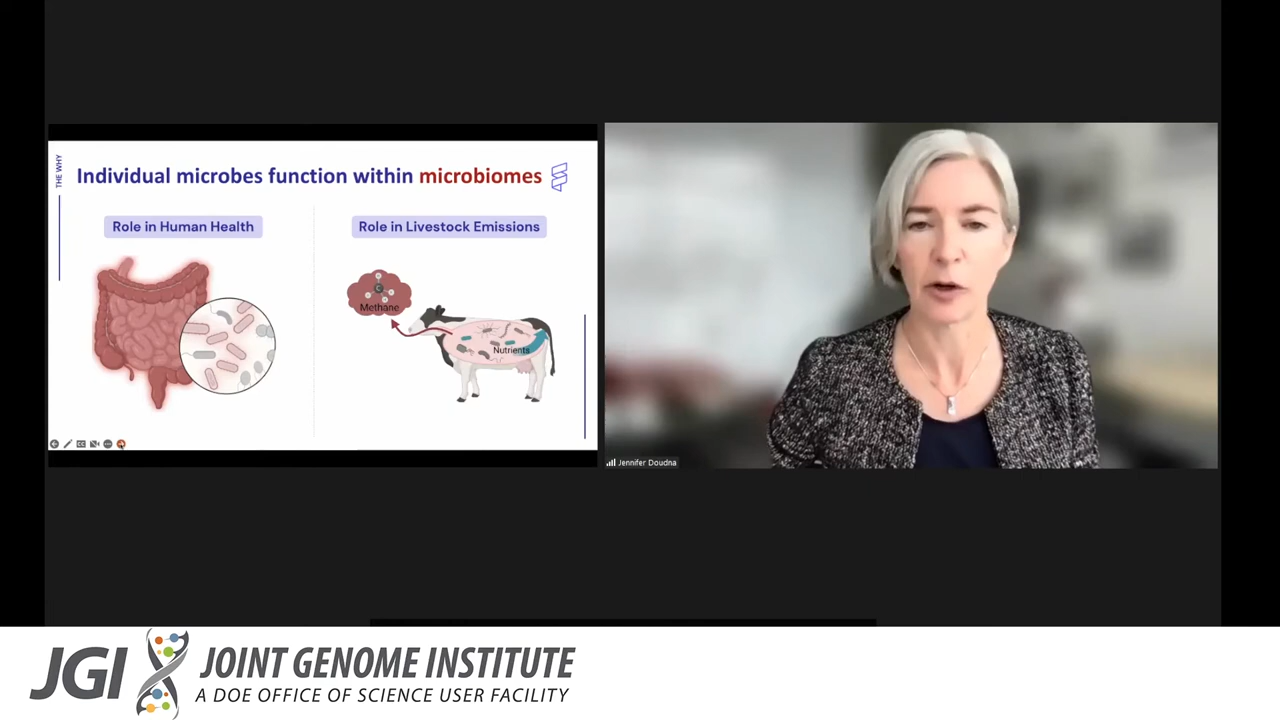 THE WHY
Individual microbes function within microbiomes
Role in Human Health
Role in Livestock Emissions
C
Methane
Nutrients
Jennifer Doudna
JGI JOINT GENOME INSTITUTE
A DOE OFFICE OF SCIENCE USER FACILITY